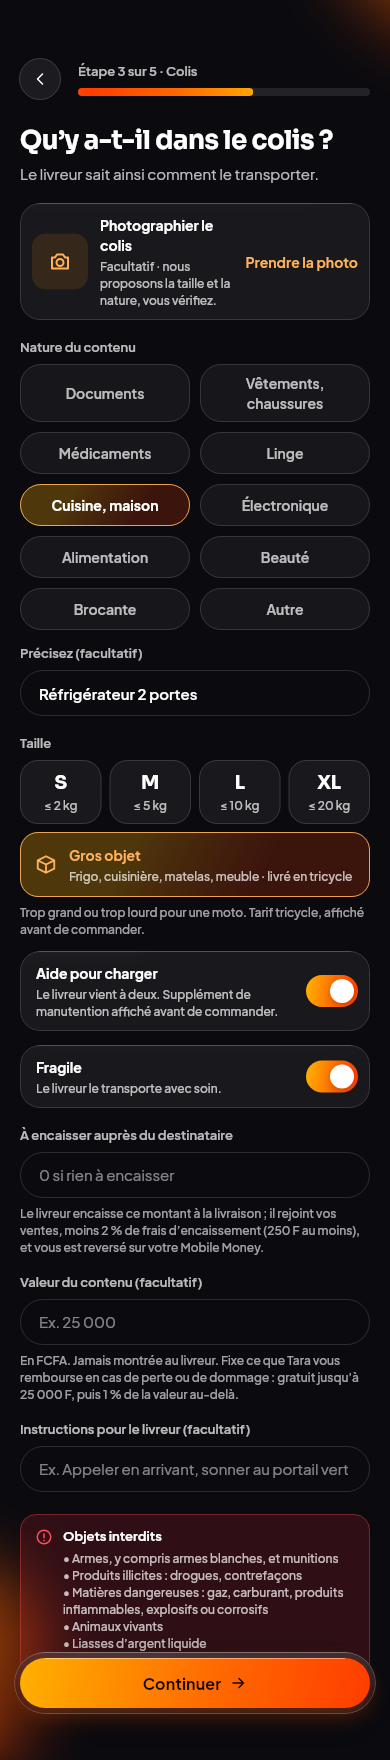 Étape 3 sur 5 · Colis
Qu’y a-t-il dans le colis ?
Le livreur sait ainsi comment le transporter.
Photographier le
colis
Facultatif · nous
proposons la taille et la
nature, vous vérifiez.
Prendre la photo
Nature du contenu
Documents
Vêtements,
chaussures
Médicaments
Linge
Cuisine, maison
Électronique
Alimentation
Beauté
Brocante
Autre
Précisez (facultatif)
Réfrigérateur 2 portes
Taille
S
≤ 2 kg
M
≤ 5 kg
L
≤ 10 kg
XL
≤ 20 kg
Gros objet
Frigo, cuisinière, matelas, meuble · livré en tricycle
Trop grand ou trop lourd pour une moto. Tarif tricycle, affiché
avant de commander.
Aide pour charger
Le livreur vient à deux. Supplément de
manutention affiché avant de commander.
Fragile
Le livreur le transporte avec soin.
À encaisser auprès du destinataire
0 si rien à encaisser
Le livreur encaisse ce montant à la livraison ; il rejoint vos
ventes, moins 2 % de frais d’encaissement (250 F au moins),
et vous est reversé sur votre Mobile Money.
Valeur du contenu (facultatif)
Ex. 25 000
En FCFA. Jamais montrée au livreur. Fixe ce que Tara vous
rembourse en cas de perte ou de dommage : gratuit jusqu’à
25 000 F, puis 1 % de la valeur au-delà.
Instructions pour le livreur (facultatif)
Ex. Appeler en arrivant, sonner au portail vert
Objets interdits
• Armes, y compris armes blanches, et munitions
• Produits illicites : drogues, contrefaçons
• Matières dangereuses : gaz, carburant, produits
inflammables, explosifs ou corrosifs
• Animaux vivants
• Liasses d’argent liquide
Continuer →